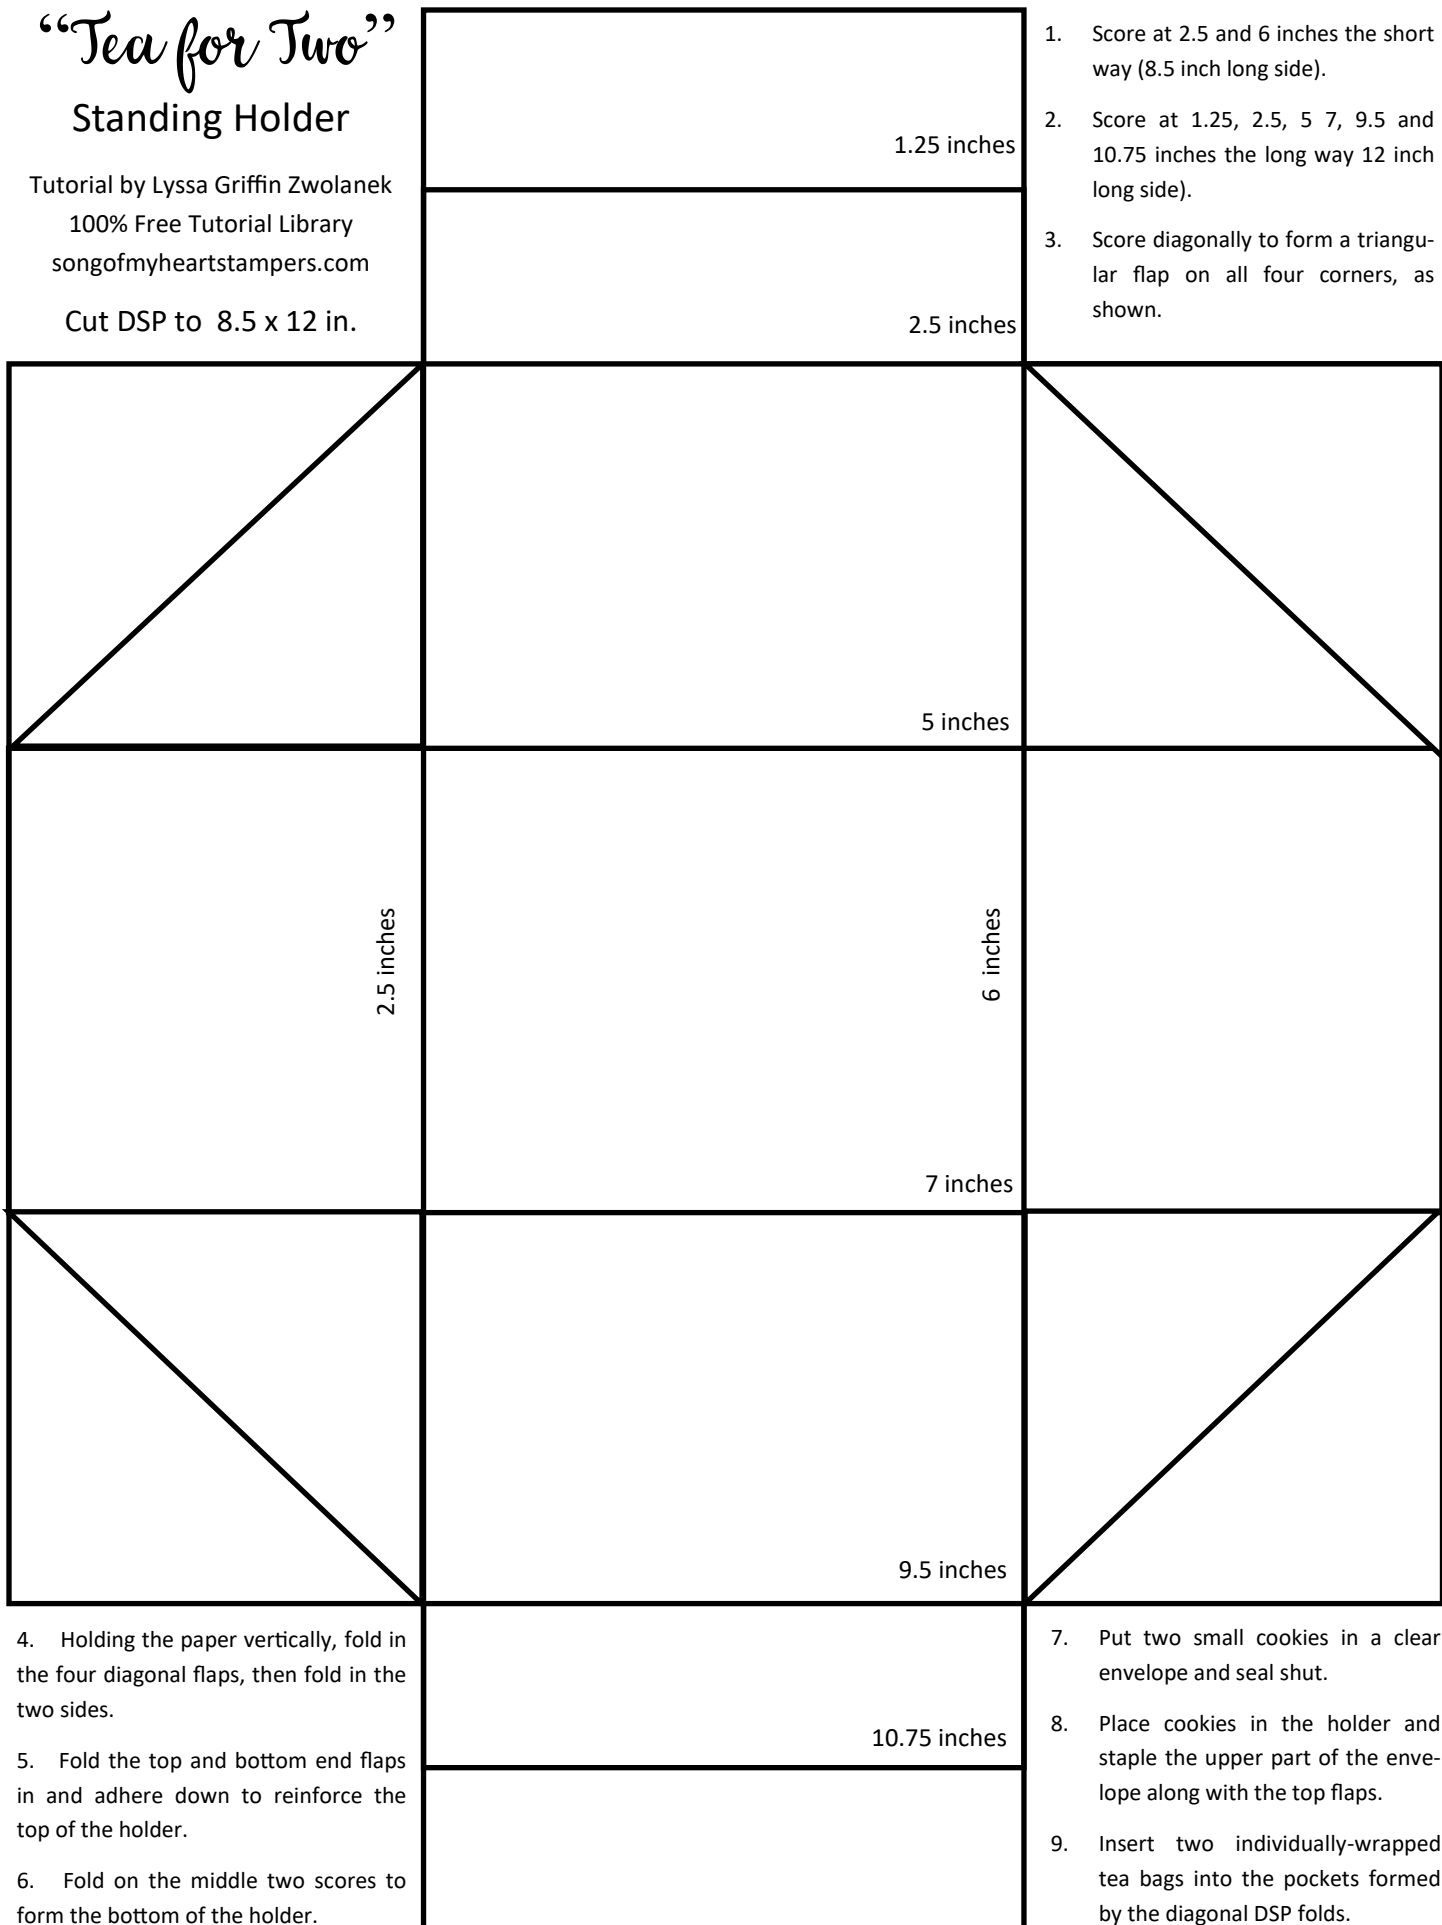 “Tea for Two”
Standing Holder
Tutorial by Lyssa Griffin Zwolanek
100% Free Tutorial Library
songofmyheartstampers.com
Cut DSP to 8.5 x 12 in.
1. Score at 2.5 and 6 inches the short
way (8.5 inch long side).
2. Score at 1.25, 2.5, 5 7, 9.5 and
10.75 inches the long way 12 inch
long side).
3. Score diagonally to form a triangu-
lar flap on all four corners, as
shown.
1.25 inches
2.5 inches
5 inches
2.5 inches
6 inches
7 inches
9.5 inches
10.75 inches
4. Holding the paper vertically, fold in
the four diagonal flaps, then fold in the
two sides.
5. Fold the top and bottom end flaps
in and adhere down to reinforce the
top of the holder.
6. Fold on the middle two scores to
form the bottom of the holder.
7. Put two small cookies in a clear
envelope and seal shut.
8. Place cookies in the holder and
staple the upper part of the enve-
lope along with the top flaps.
9. Insert two individually-wrapped
tea bags into the pockets formed
by the diagonal DSP folds.